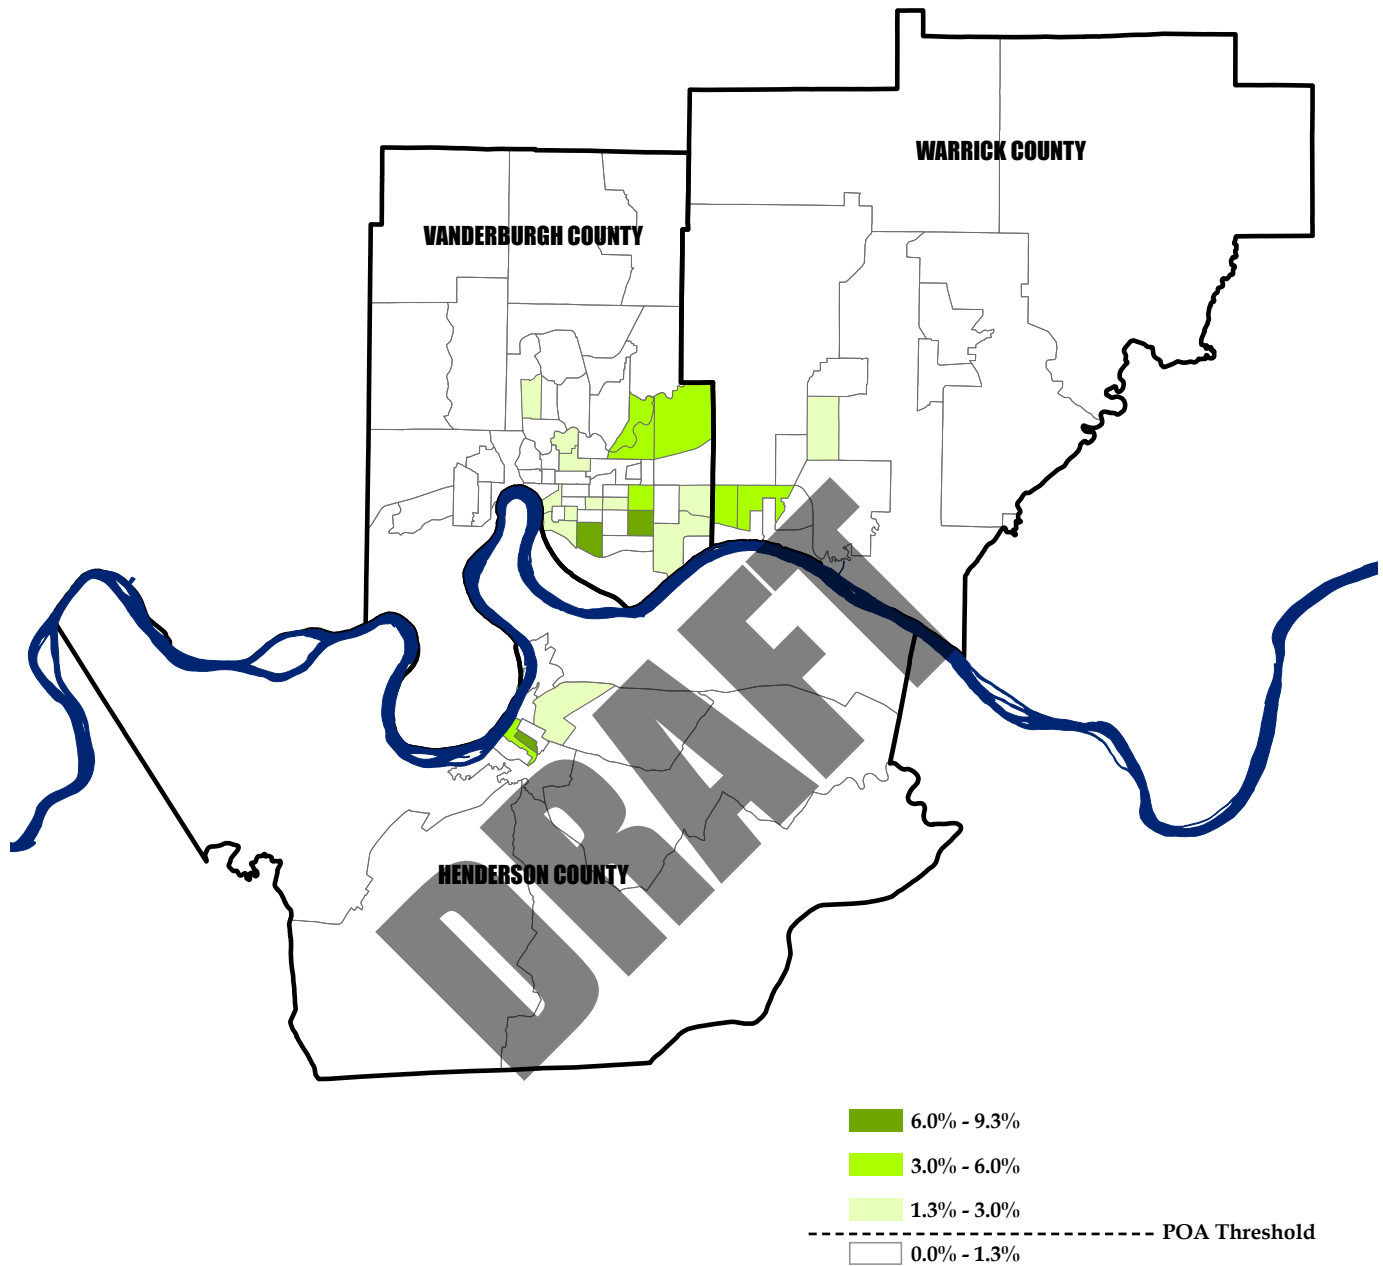 WARRICK COUNTY
VANDERBURGH COUNTY
DRAFT
HENDERSON COUNTY
6.0% - 9.3%
3.0% - 6.0%
1.3% - 3.0%
POA Threshold
0.0% - 1.3%